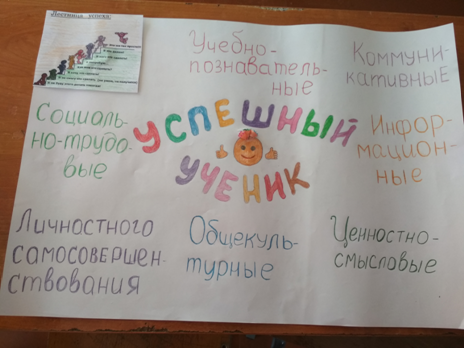 Учебно-
познаватель-
ные
Коммуни-
кативные
Социаль-
но-трудо-
вые
УСПЕШНЫЙ
УЧЕНИК
Инфор-
мацион-
ные
Личностного
самосовершен-
ствования
Общекуль-
турные
Ценностно-
смысловые